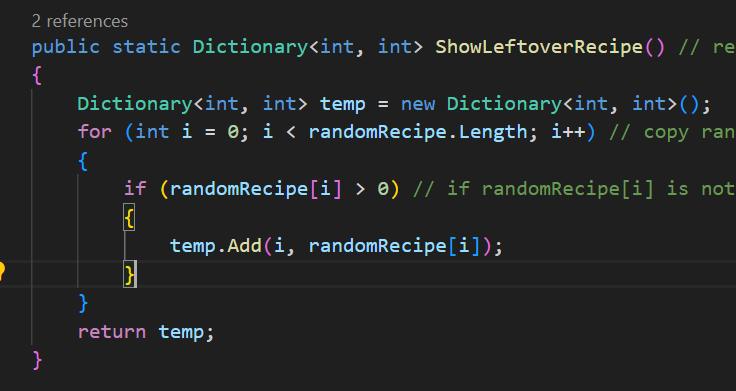 2 references
public static Dictionary<int, int> ShowLeftoverRecipe() // re
{
Dictionary<int, int> temp = new Dictionary<int, int>();
for (int i = 0; i < randomRecipe.Length; i++) // copy ran
{
if (randomRecipe[i] > 0) // if randomRecipe[i] is not
{
temp.Add(i, randomRecipe[i]);
}
}
return temp;
}